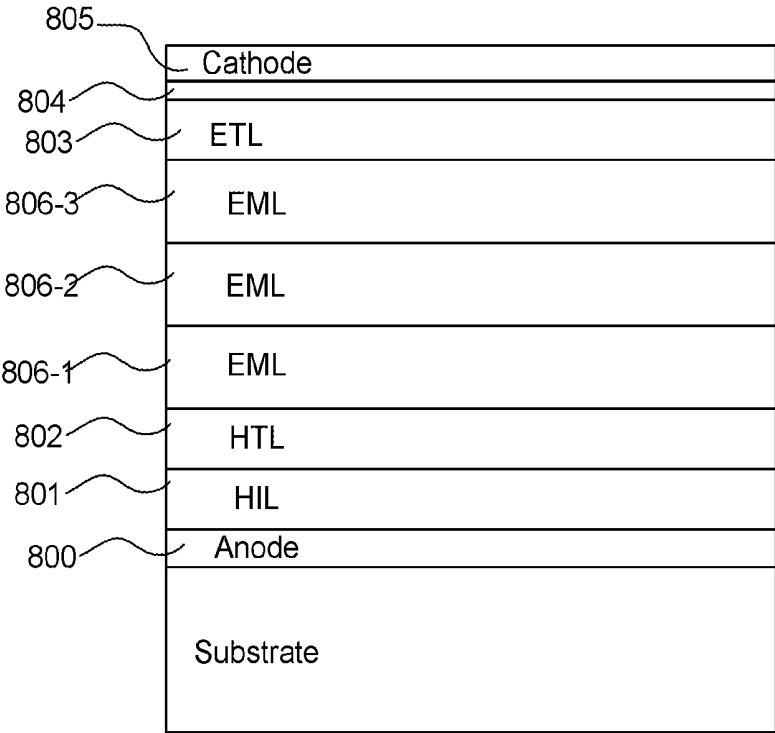 805
Cathode
804
803
ETL
806-3
EML
806-2
EML
806-1
EML
802
HTL
801
HIL
800
Anode
Substrate